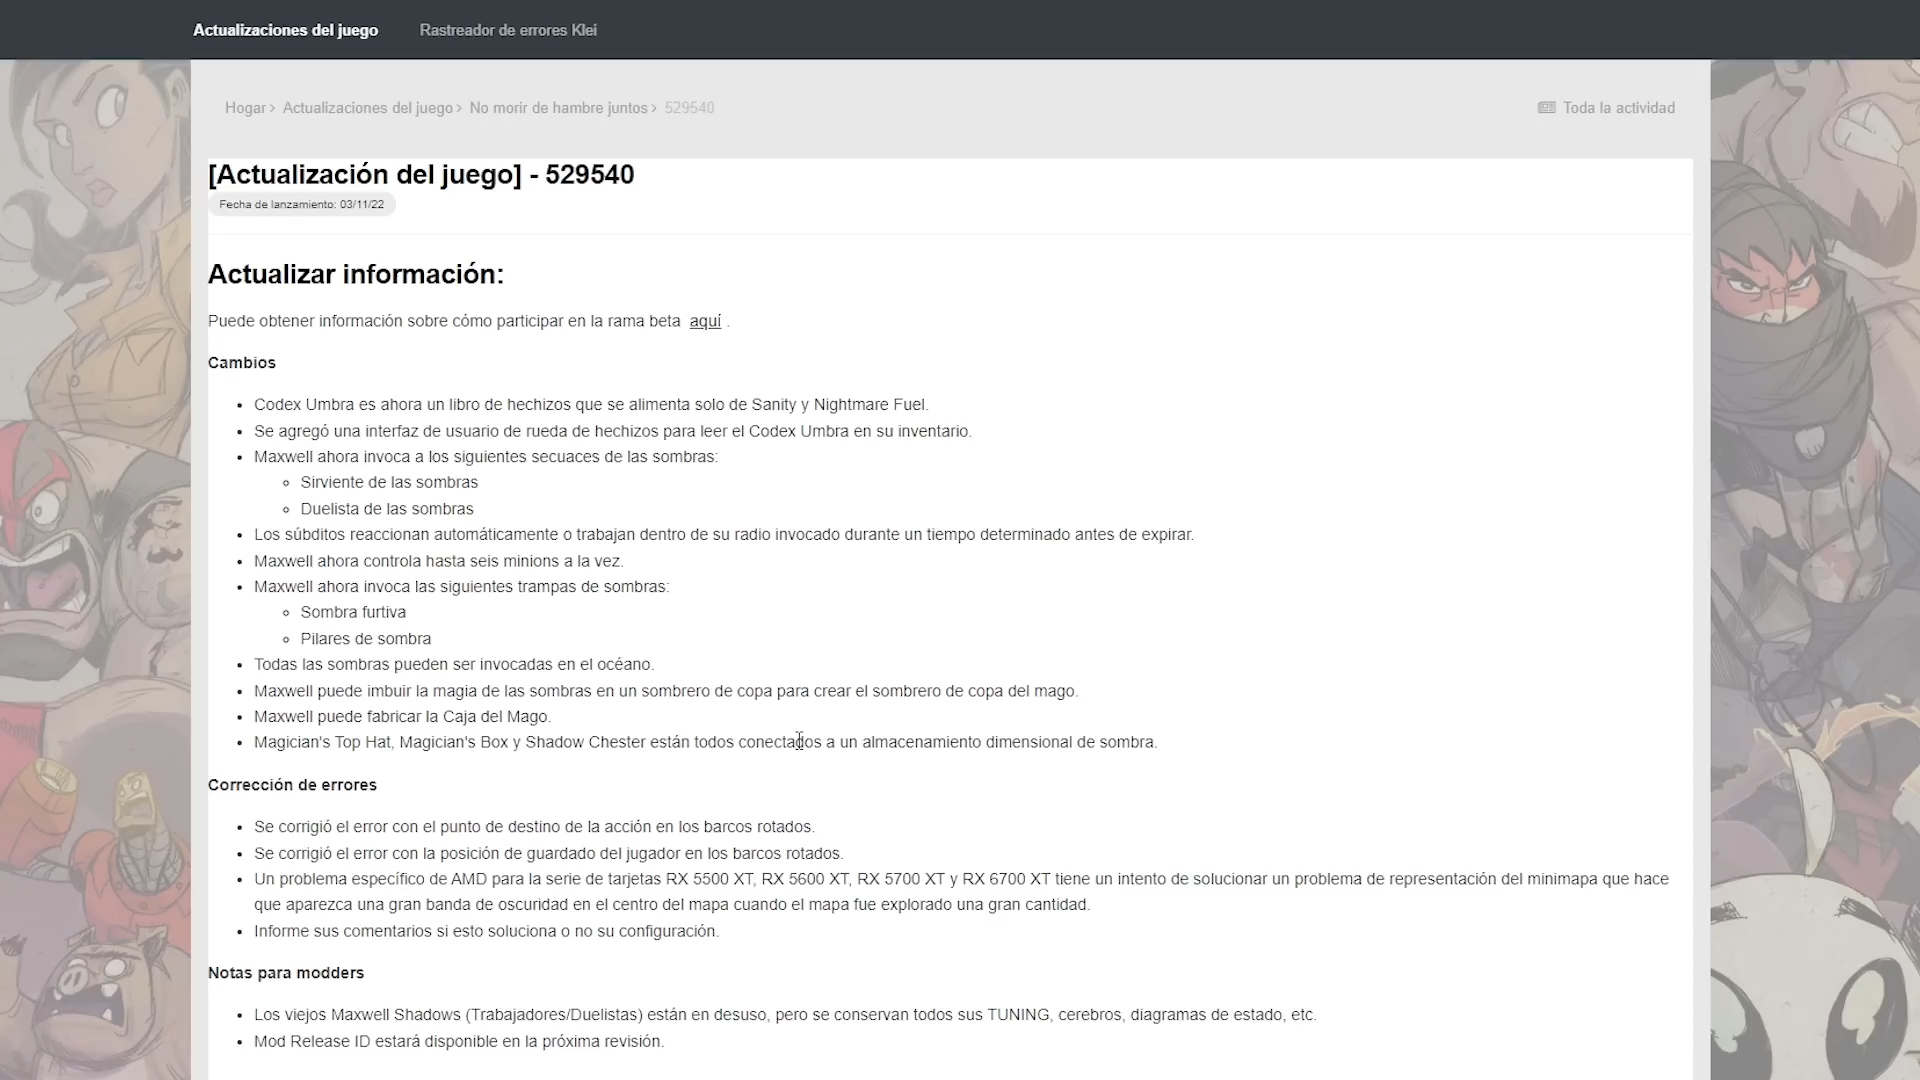 Actualizaciones del juego Rastreador de errores Klei
Hogar > Actualizaciones del juego > No morir de hambre juntos > 529540 Toda la actividad
[Actualización del juego] - 529540
Fecha de lanzamiento: 03/11/22
Actualizar información:
Puede obtener información sobre cómo participar en la rama beta aquí .
Cambios
• Codex Umbra es ahora un libro de hechizos que se alimenta solo de Sanity y Nightmare Fuel.
• Se agregó una interfaz de usuario de rueda de hechizos para leer el Codex Umbra en su inventario.
• Maxwell ahora invoca a los siguientes secuaces de las sombras:
◦ Sirviente de las sombras
◦ Duelista de las sombras
• Los súbditos reaccionan automáticamente o trabajan dentro de su radio invocado durante un tiempo determinado antes de expirar.
• Maxwell ahora controla hasta seis minions a la vez.
• Maxwell ahora invoca las siguientes trampas de sombras:
◦ Sombra furtiva
◦ Pilares de sombra
• Todas las sombras pueden ser invocadas en el océano.
• Maxwell puede imbuir la magia de las sombras en un sombrero de copa para crear el sombrero de copa del mago.
• Maxwell puede fabricar la Caja del Mago.
• Magician's Top Hat, Magician's Box y Shadow Chester están todos conectados a un almacenamiento dimensional de sombra.
Corrección de errores
• Se corrigió el error con el punto de destino de la acción en los barcos rotados.
• Se corrigió el error con la posición de guardado del jugador en los barcos rotados.
• Un problema específico de AMD para la serie de tarjetas RX 5500 XT, RX 5600 XT, RX 5700 XT y RX 6700 XT tiene un intento de solucionar un problema de representación del minimapa que hace
que aparezca una gran banda de oscuridad en el centro del mapa cuando el mapa fue explorado una gran cantidad.
• Informe sus comentarios si esto soluciona o no su configuración.
Notas para modders
• Los viejos Maxwell Shadows (Trabajadores/Duelistas) están en desuso, pero se conservan todos sus TUNING, cerebros, diagramas de estado, etc.
• Mod Release ID estará disponible en la próxima revisión.